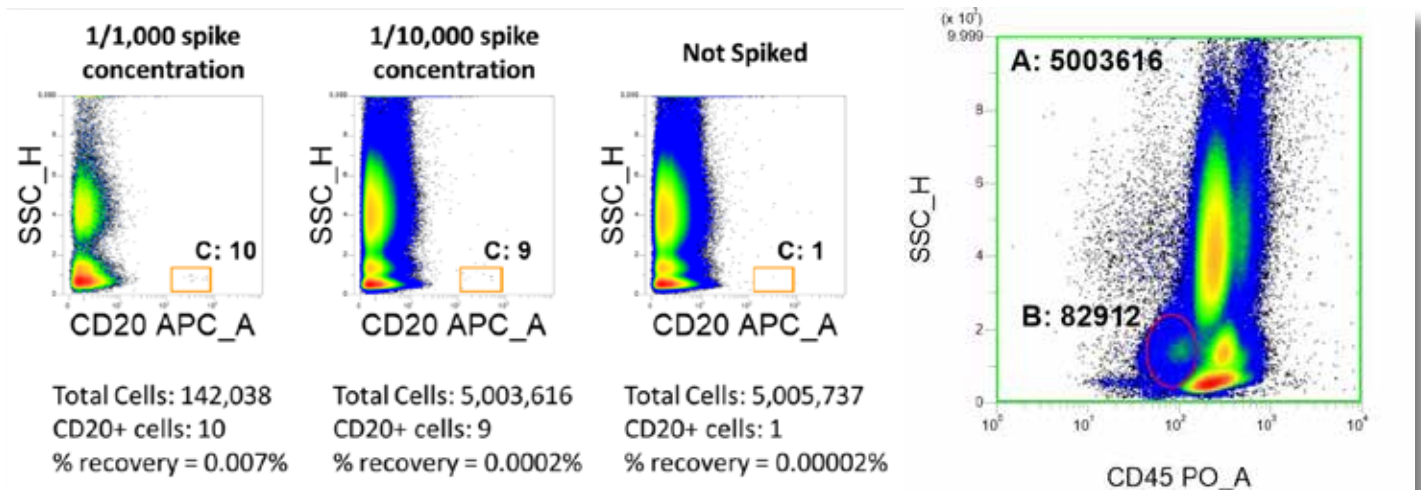 1/1,000 spike
concentration
SSC_H
C: 10
CD20 APC_A
Total Cells: 142,038
CD20+ cells: 10
% recovery = 0.007%
1/10,000 spike
concentration
SSC_H
C: 9
CD20 APC_A
Total Cells: 5,003,616
CD20+ cells: 9
% recovery = 0.0002%
Not Spiked
SSC_H
C: 1
CD20 APC_A
Total Cells: 5,005,737
CD20+ cells: 1
% recovery = 0.00002%
9.999
A: 5003616
8
6
4
B: 82912
2
0
SSC_H
10² 10³ 10⁴
CD45 PO_A